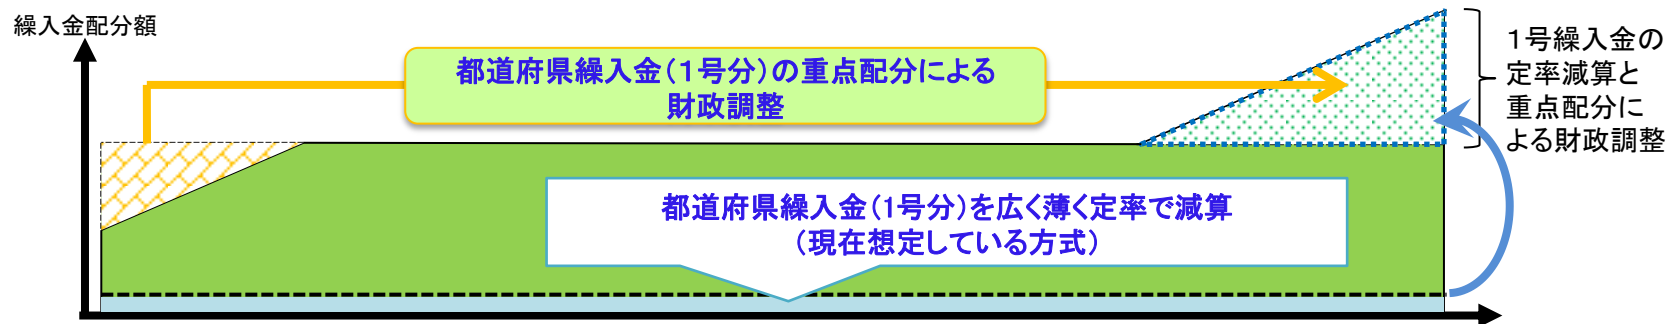 繰入金配分額
都道府県繰入金(１号分)の重点配分による
財政調整
１号繰入金の
定率減算と
重点配分に
よる財政調整
都道府県繰入金(1号分)を広く薄く定率で減算
(現在想定している方式)